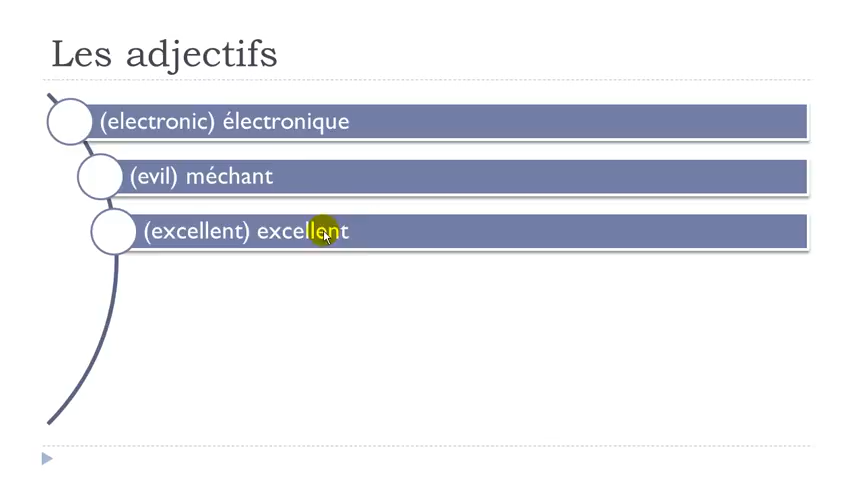 Les adjectifs
(electronic) électronique
(evil) méchant
(excellent) excellent